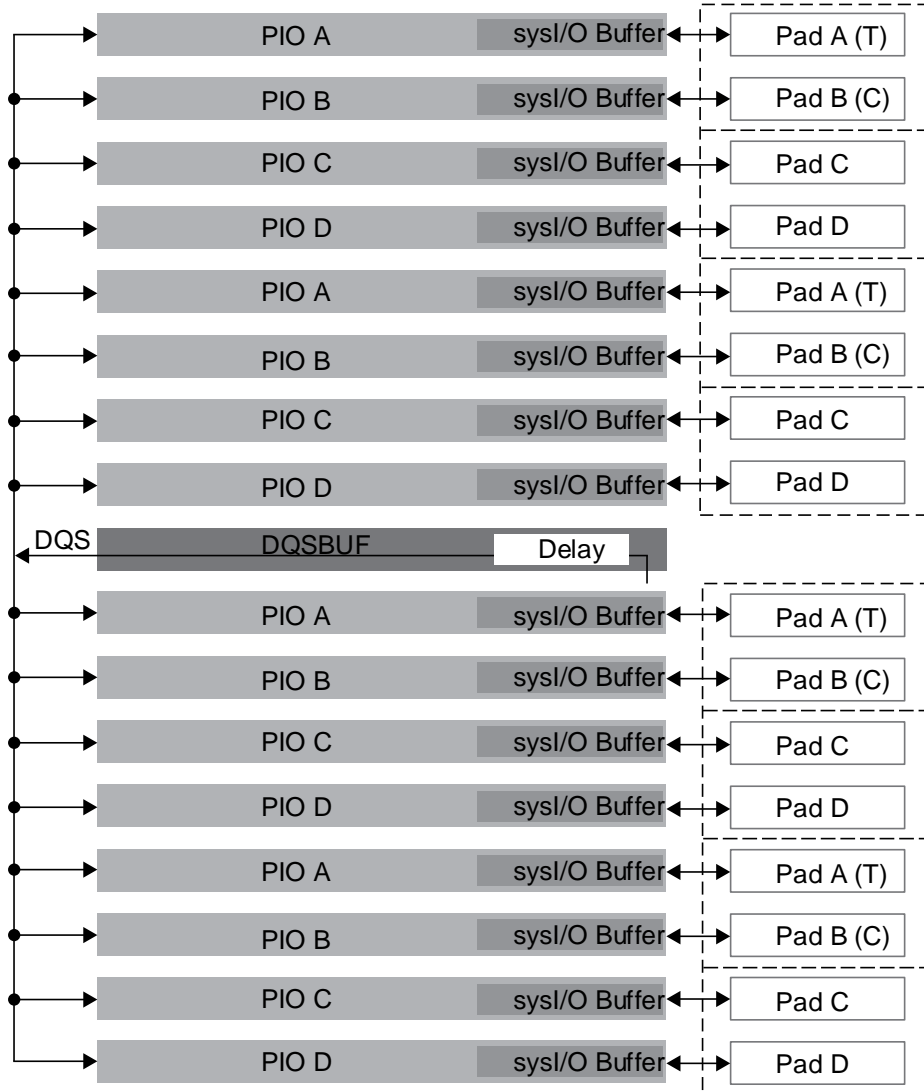 PIO A sysI/O Buffer Pad A (T)
PIO B sysI/O Buffer Pad B (C)
PIO C sysI/O Buffer Pad C
PIO D sysI/O Buffer Pad D
PIO A sysI/O Buffer Pad A (T)
PIO B sysI/O Buffer Pad B (C)
PIO C sysI/O Buffer Pad C
PIO D sysI/O Buffer Pad D
DQS DQSBUF Delay
PIO A sysI/O Buffer Pad A (T)
PIO B sysI/O Buffer Pad B (C)
PIO C sysI/O Buffer Pad C
PIO D sysI/O Buffer Pad D
PIO A sysI/O Buffer Pad A (T)
PIO B sysI/O Buffer Pad B (C)
PIO C sysI/O Buffer Pad C
PIO D sysI/O Buffer Pad D